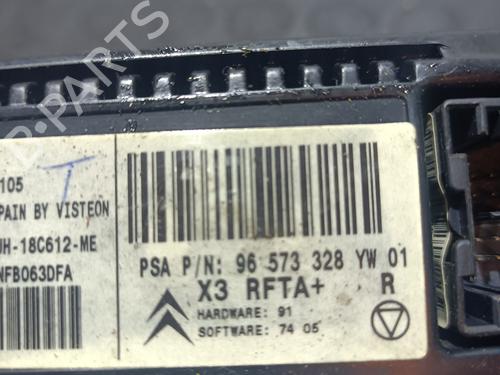 B-PARTS
105
PAIN BY VISTEON
H-18C612-ME
NFB063DFA
PSA P/N: 96 573 328 YW 01
X3 RFTA+ R
HARDWARE: 91
SOFTWARE: 74 05